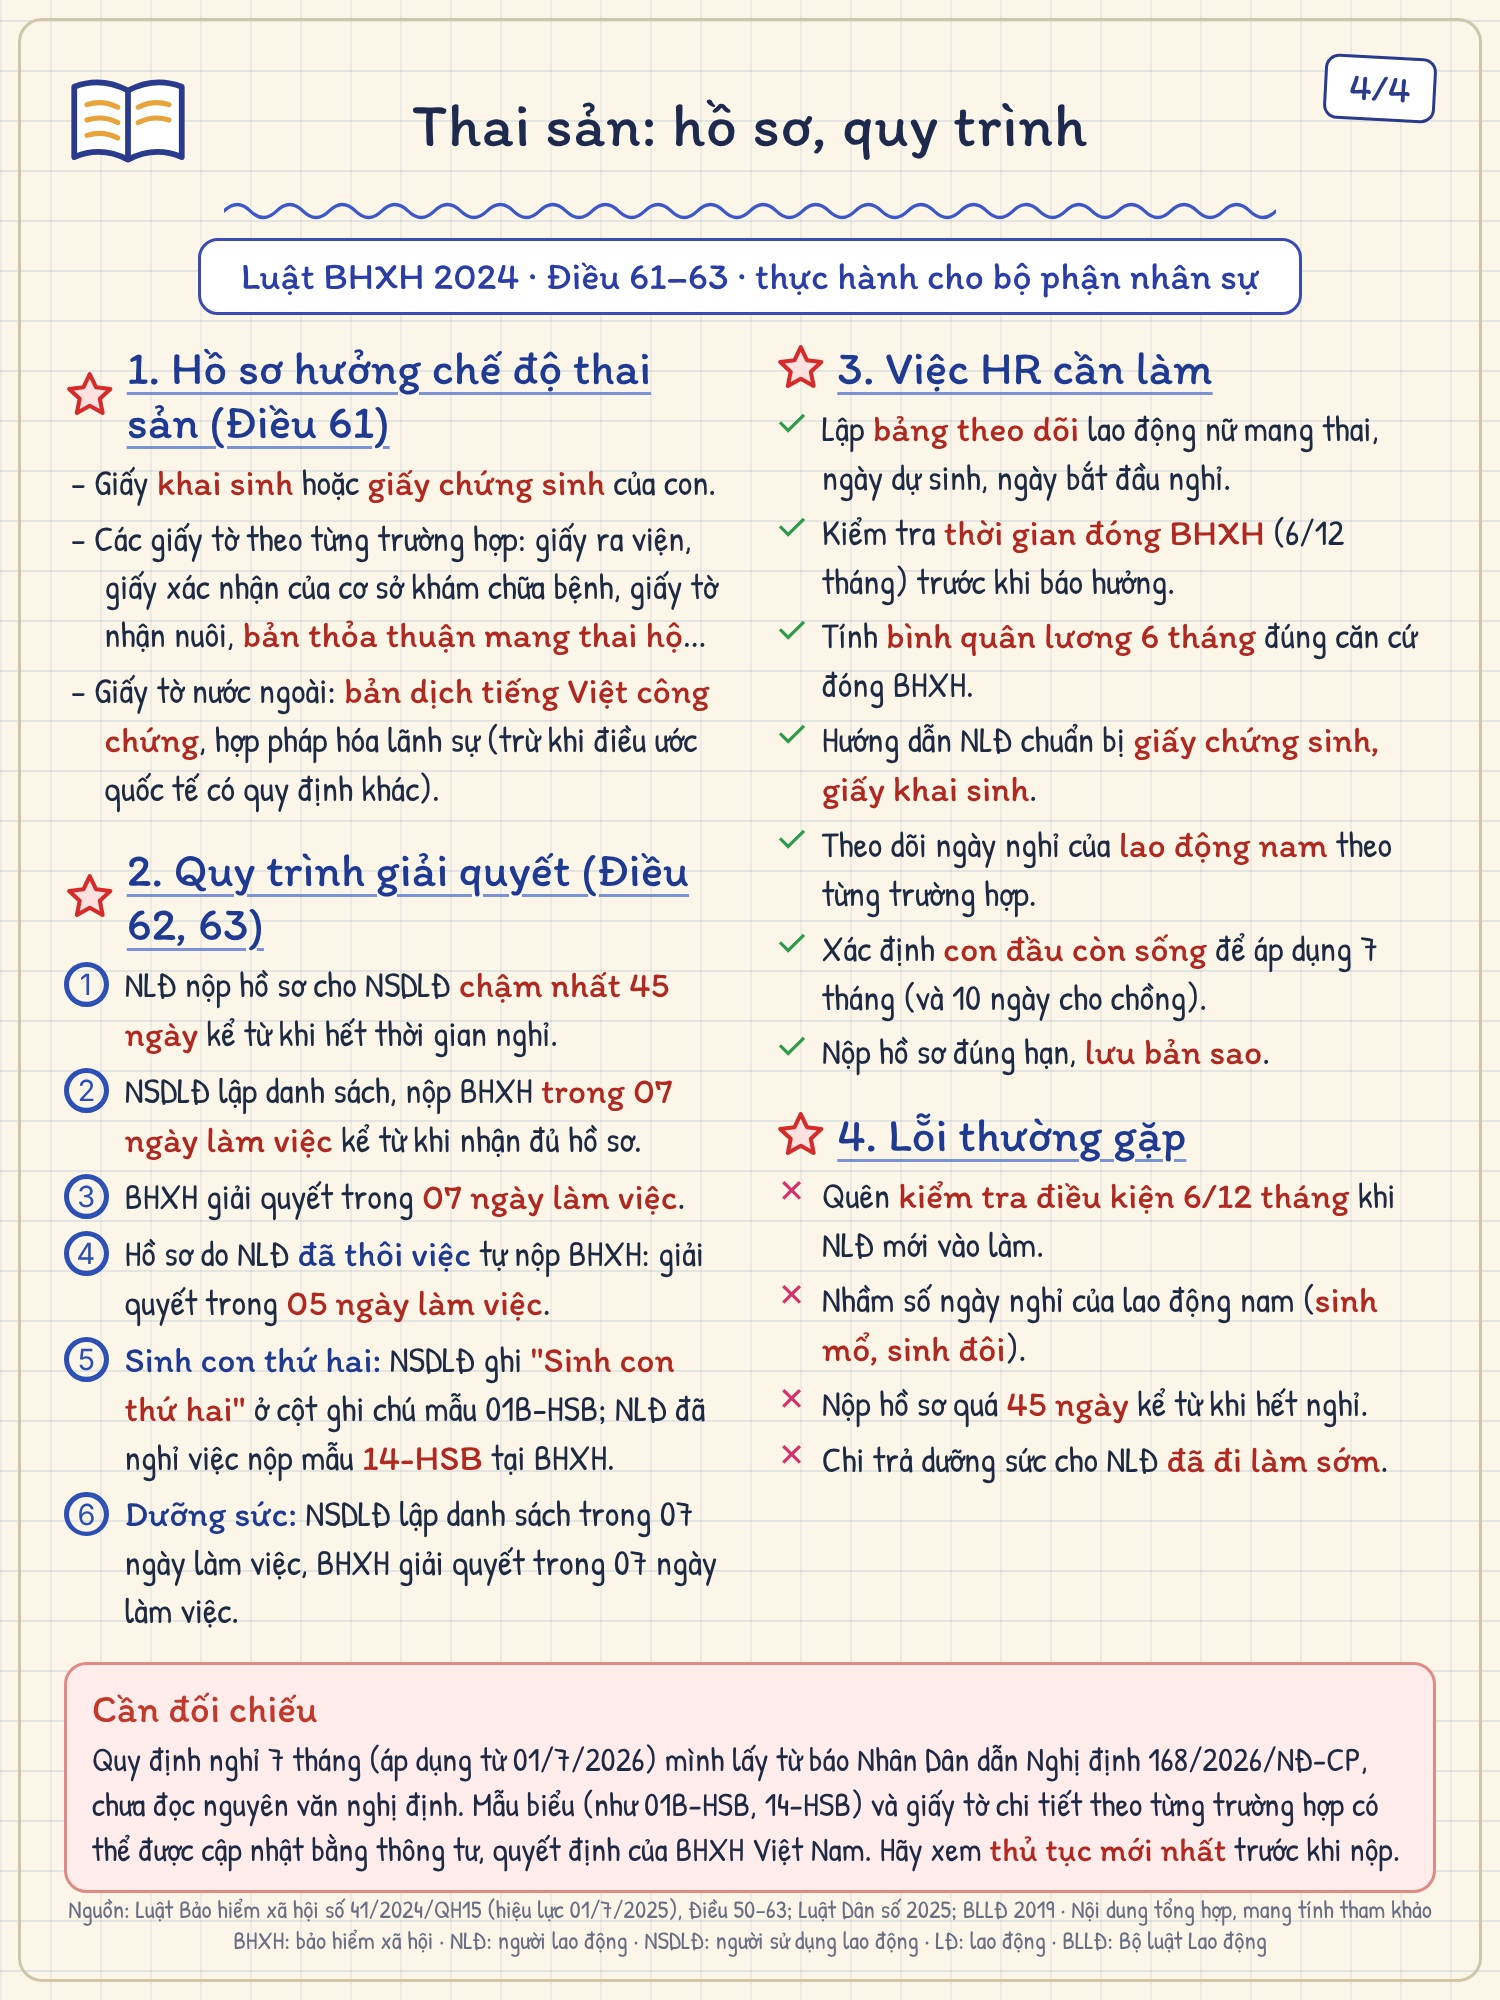 4/4
Thai sản: hồ sơ, quy trình
Luật BHXH 2024 · Điều 61–63 · thực hành cho bộ phận nhân sự
1. Hồ sơ hưởng chế độ thai
sản (Điều 61)
– Giấy khai sinh hoặc giấy chứng sinh của con.
– Các giấy tờ theo từng trường hợp: giấy ra viện,
giấy xác nhận của cơ sở khám chữa bệnh, giấy tờ
nhận nuôi, bản thỏa thuận mang thai hộ...
– Giấy tờ nước ngoài: bản dịch tiếng Việt công
chứng, hợp pháp hóa lãnh sự (trừ khi điều ước
quốc tế có quy định khác).
2. Quy trình giải quyết (Điều
62, 63)
1 NLĐ nộp hồ sơ cho NSDLĐ chậm nhất 45
ngày kể từ khi hết thời gian nghỉ.
2 NSDLĐ lập danh sách, nộp BHXH trong 07
ngày làm việc kể từ khi nhận đủ hồ sơ.
3 BHXH giải quyết trong 07 ngày làm việc.
4 Hồ sơ do NLĐ đã thôi việc tự nộp BHXH: giải
quyết trong 05 ngày làm việc.
5 Sinh con thứ hai: NSDLĐ ghi "Sinh con
thứ hai" ở cột ghi chú mẫu 01B-HSB; NLĐ đã
nghỉ việc nộp mẫu 14-HSB tại BHXH.
6 Dưỡng sức: NSDLĐ lập danh sách trong 07
ngày làm việc, BHXH giải quyết trong 07 ngày
làm việc.
3. Việc HR cần làm
✓ Lập bảng theo dõi lao động nữ mang thai,
ngày dự sinh, ngày bắt đầu nghỉ.
✓ Kiểm tra thời gian đóng BHXH (6/12
tháng) trước khi báo hưởng.
✓ Tính bình quân lương 6 tháng đúng căn cứ
đóng BHXH.
✓ Hướng dẫn NLĐ chuẩn bị giấy chứng sinh,
giấy khai sinh.
✓ Theo dõi ngày nghỉ của lao động nam theo
từng trường hợp.
✓ Xác định con đầu còn sống để áp dụng 7
tháng (và 10 ngày cho chồng).
✓ Nộp hồ sơ đúng hạn, lưu bản sao.
4. Lỗi thường gặp
✕ Quên kiểm tra điều kiện 6/12 tháng khi
NLĐ mới vào làm.
✕ Nhầm số ngày nghỉ của lao động nam (sinh
mổ, sinh đôi).
✕ Nộp hồ sơ quá 45 ngày kể từ khi hết nghỉ.
✕ Chi trả dưỡng sức cho NLĐ đã đi làm sớm.
Cần đối chiếu
Quy định nghỉ 7 tháng (áp dụng từ 01/7/2026) mình lấy từ báo Nhân Dân dẫn Nghị định 168/2026/NĐ-CP,
chưa đọc nguyên văn nghị định. Mẫu biểu (như 01B-HSB, 14-HSB) và giấy tờ chi tiết theo từng trường hợp có
thể được cập nhật bằng thông tư, quyết định của BHXH Việt Nam. Hãy xem thủ tục mới nhất trước khi nộp.
Nguồn: Luật Bảo hiểm xã hội số 41/2024/QH15 (hiệu lực 01/7/2025), Điều 50–63; Luật Dân số 2025; BLLĐ 2019 · Nội dung tổng hợp, mang tính tham khảo
BHXH: bảo hiểm xã hội · NLĐ: người lao động · NSDLĐ: người sử dụng lao động · LĐ: lao động · BLLĐ: Bộ luật Lao động